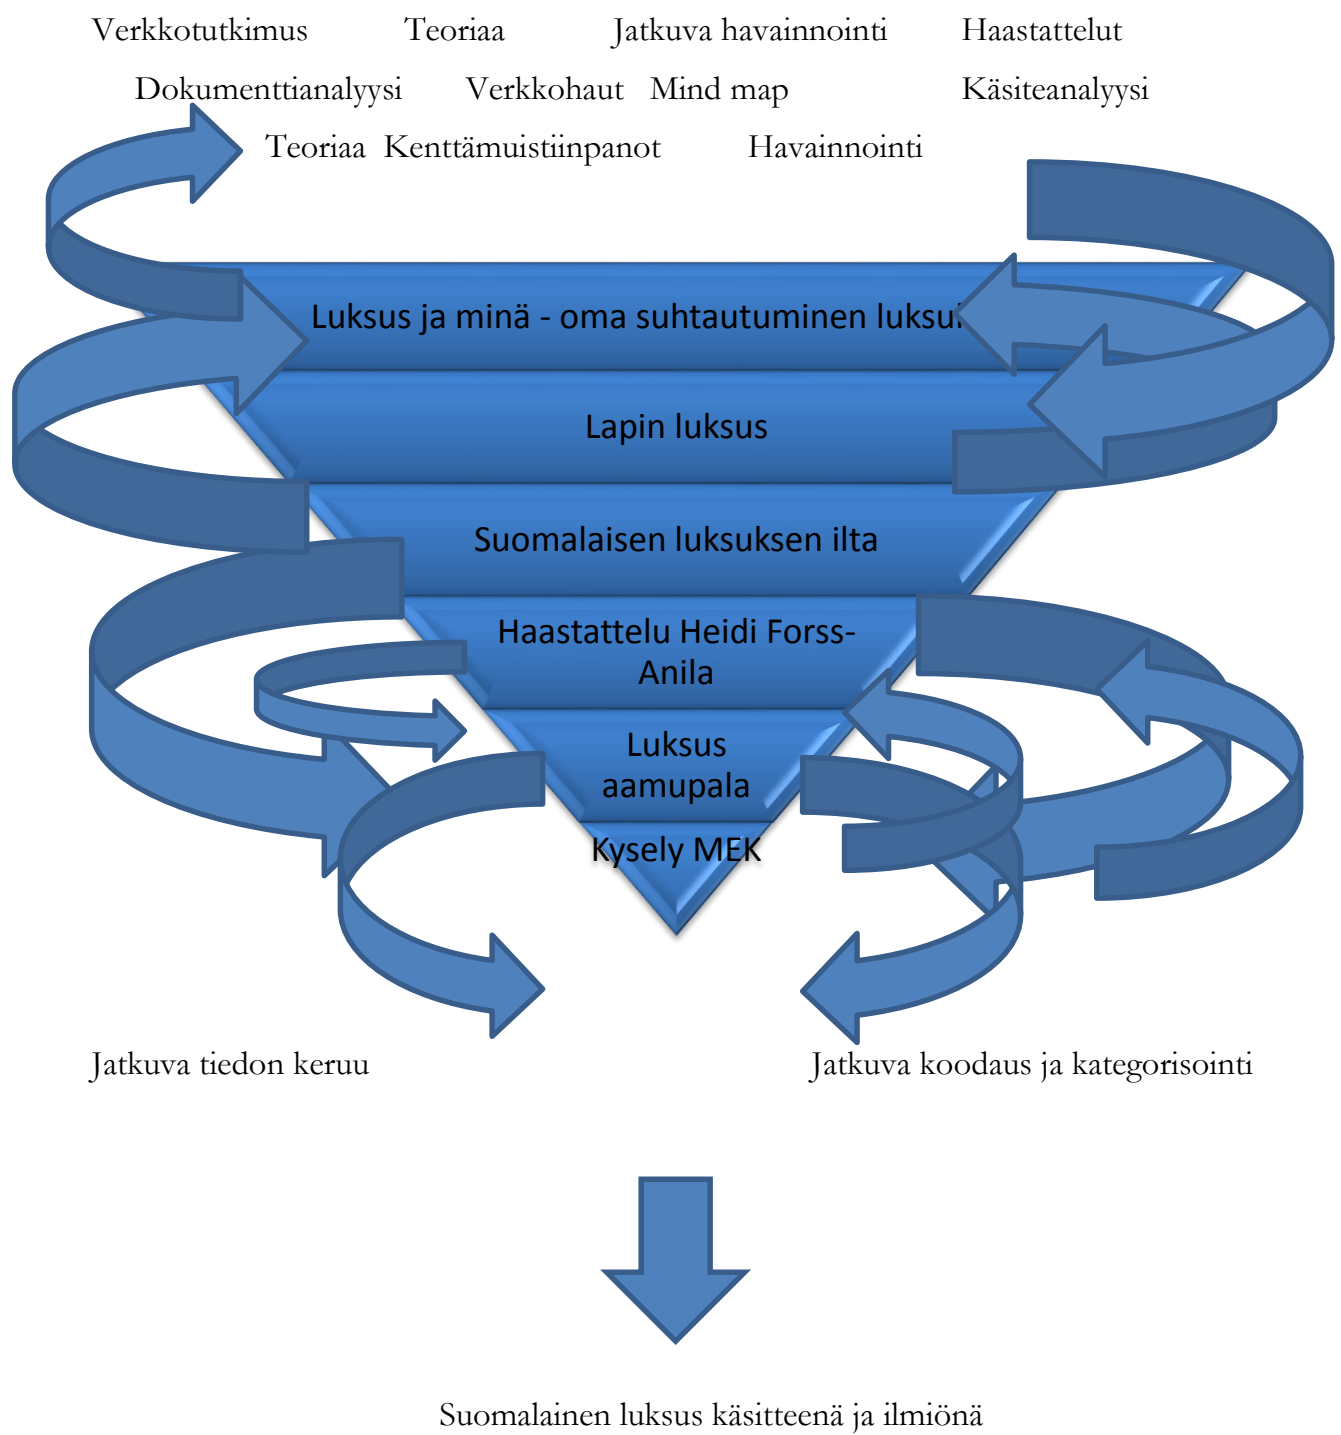 Verkkotutkimus Teoriaa Jatkuva havainnointi Haastattelut
Dokumenttianalyysi Verkkohaut Mind map Käsiteanalyysi
Teoriaa Kenttämuistiinpanot Havainnointi
Luksus ja minä - oma suhtautuminen
Lapin luksus
Suomalaisen luksuksen ilta
Haastattelu Heidi Forss-
Anila
Luksus
aamupala
Kysely MEK
Jatkuva tiedon keruu Jatkuva koodaus ja kategorisointi
Suomalainen luksus käsitteenä ja ilmiönä